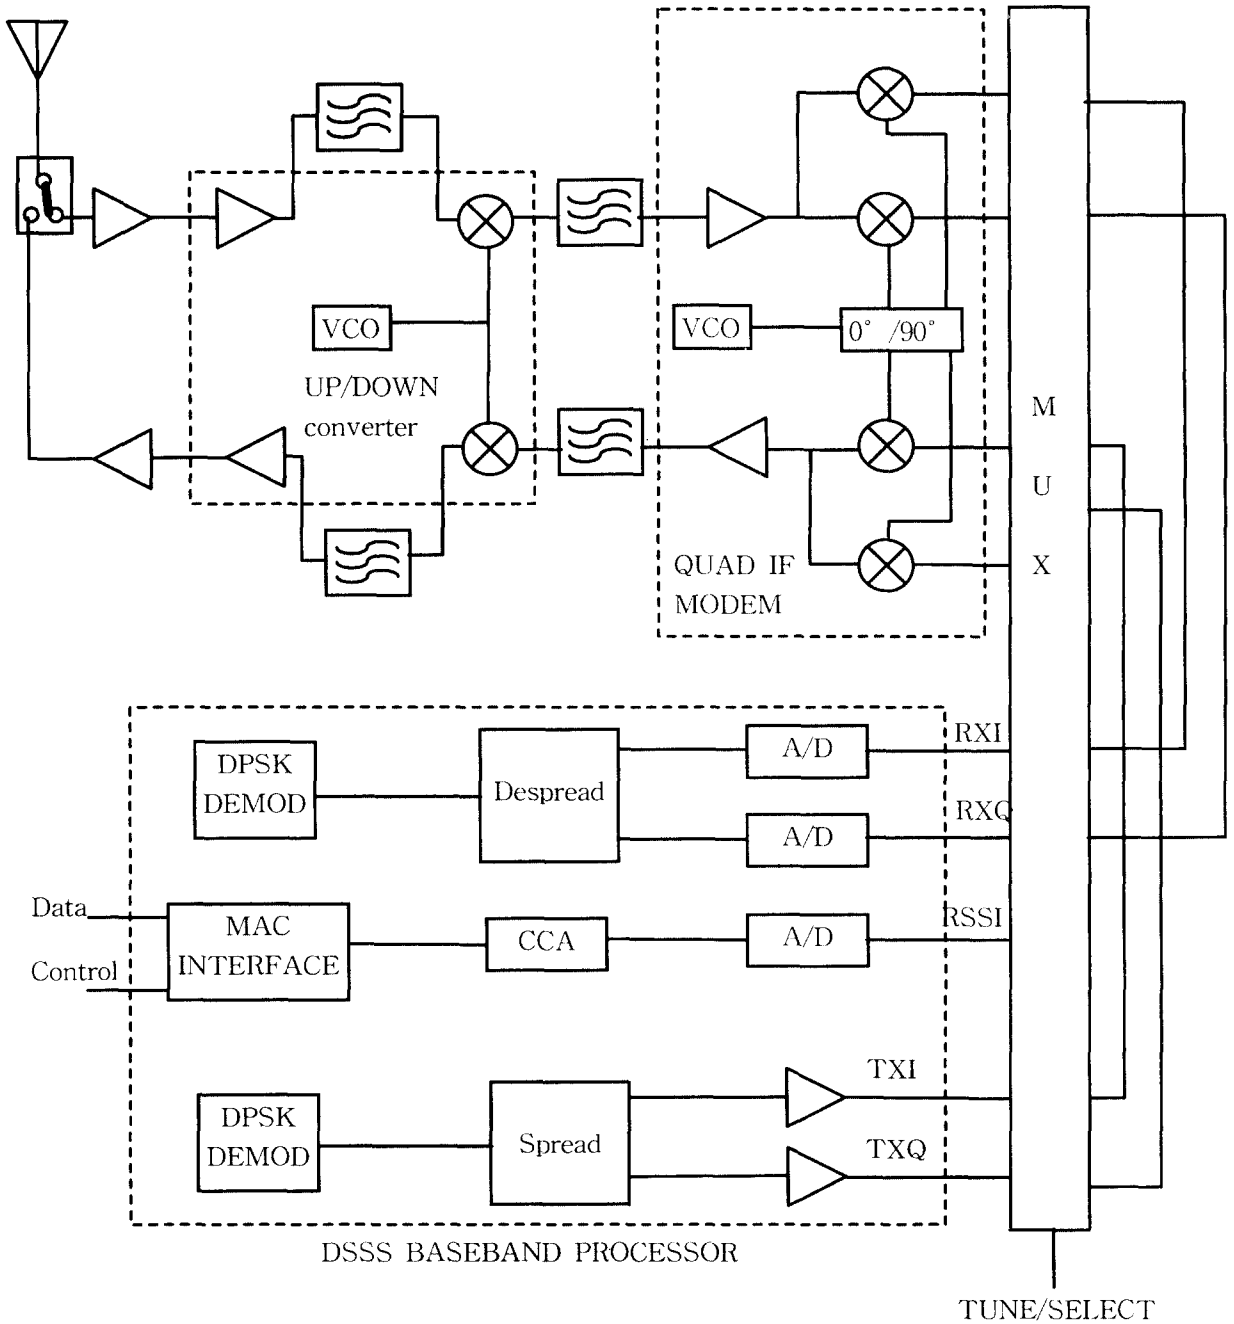 VCO
UP/DOWN
converter
VCO
0° /90°
QUAD IF
MODEM
M
U
X
DPSK
DEMOD
Despread
A/D
RXI
A/D
RXQ
Data
Control
MAC
INTERFACE
CCA
A/D
RSSI
DPSK
DEMOD
Spread
TXI
TXQ
DSSS BASEBAND PROCESSOR
TUNE/SELECT